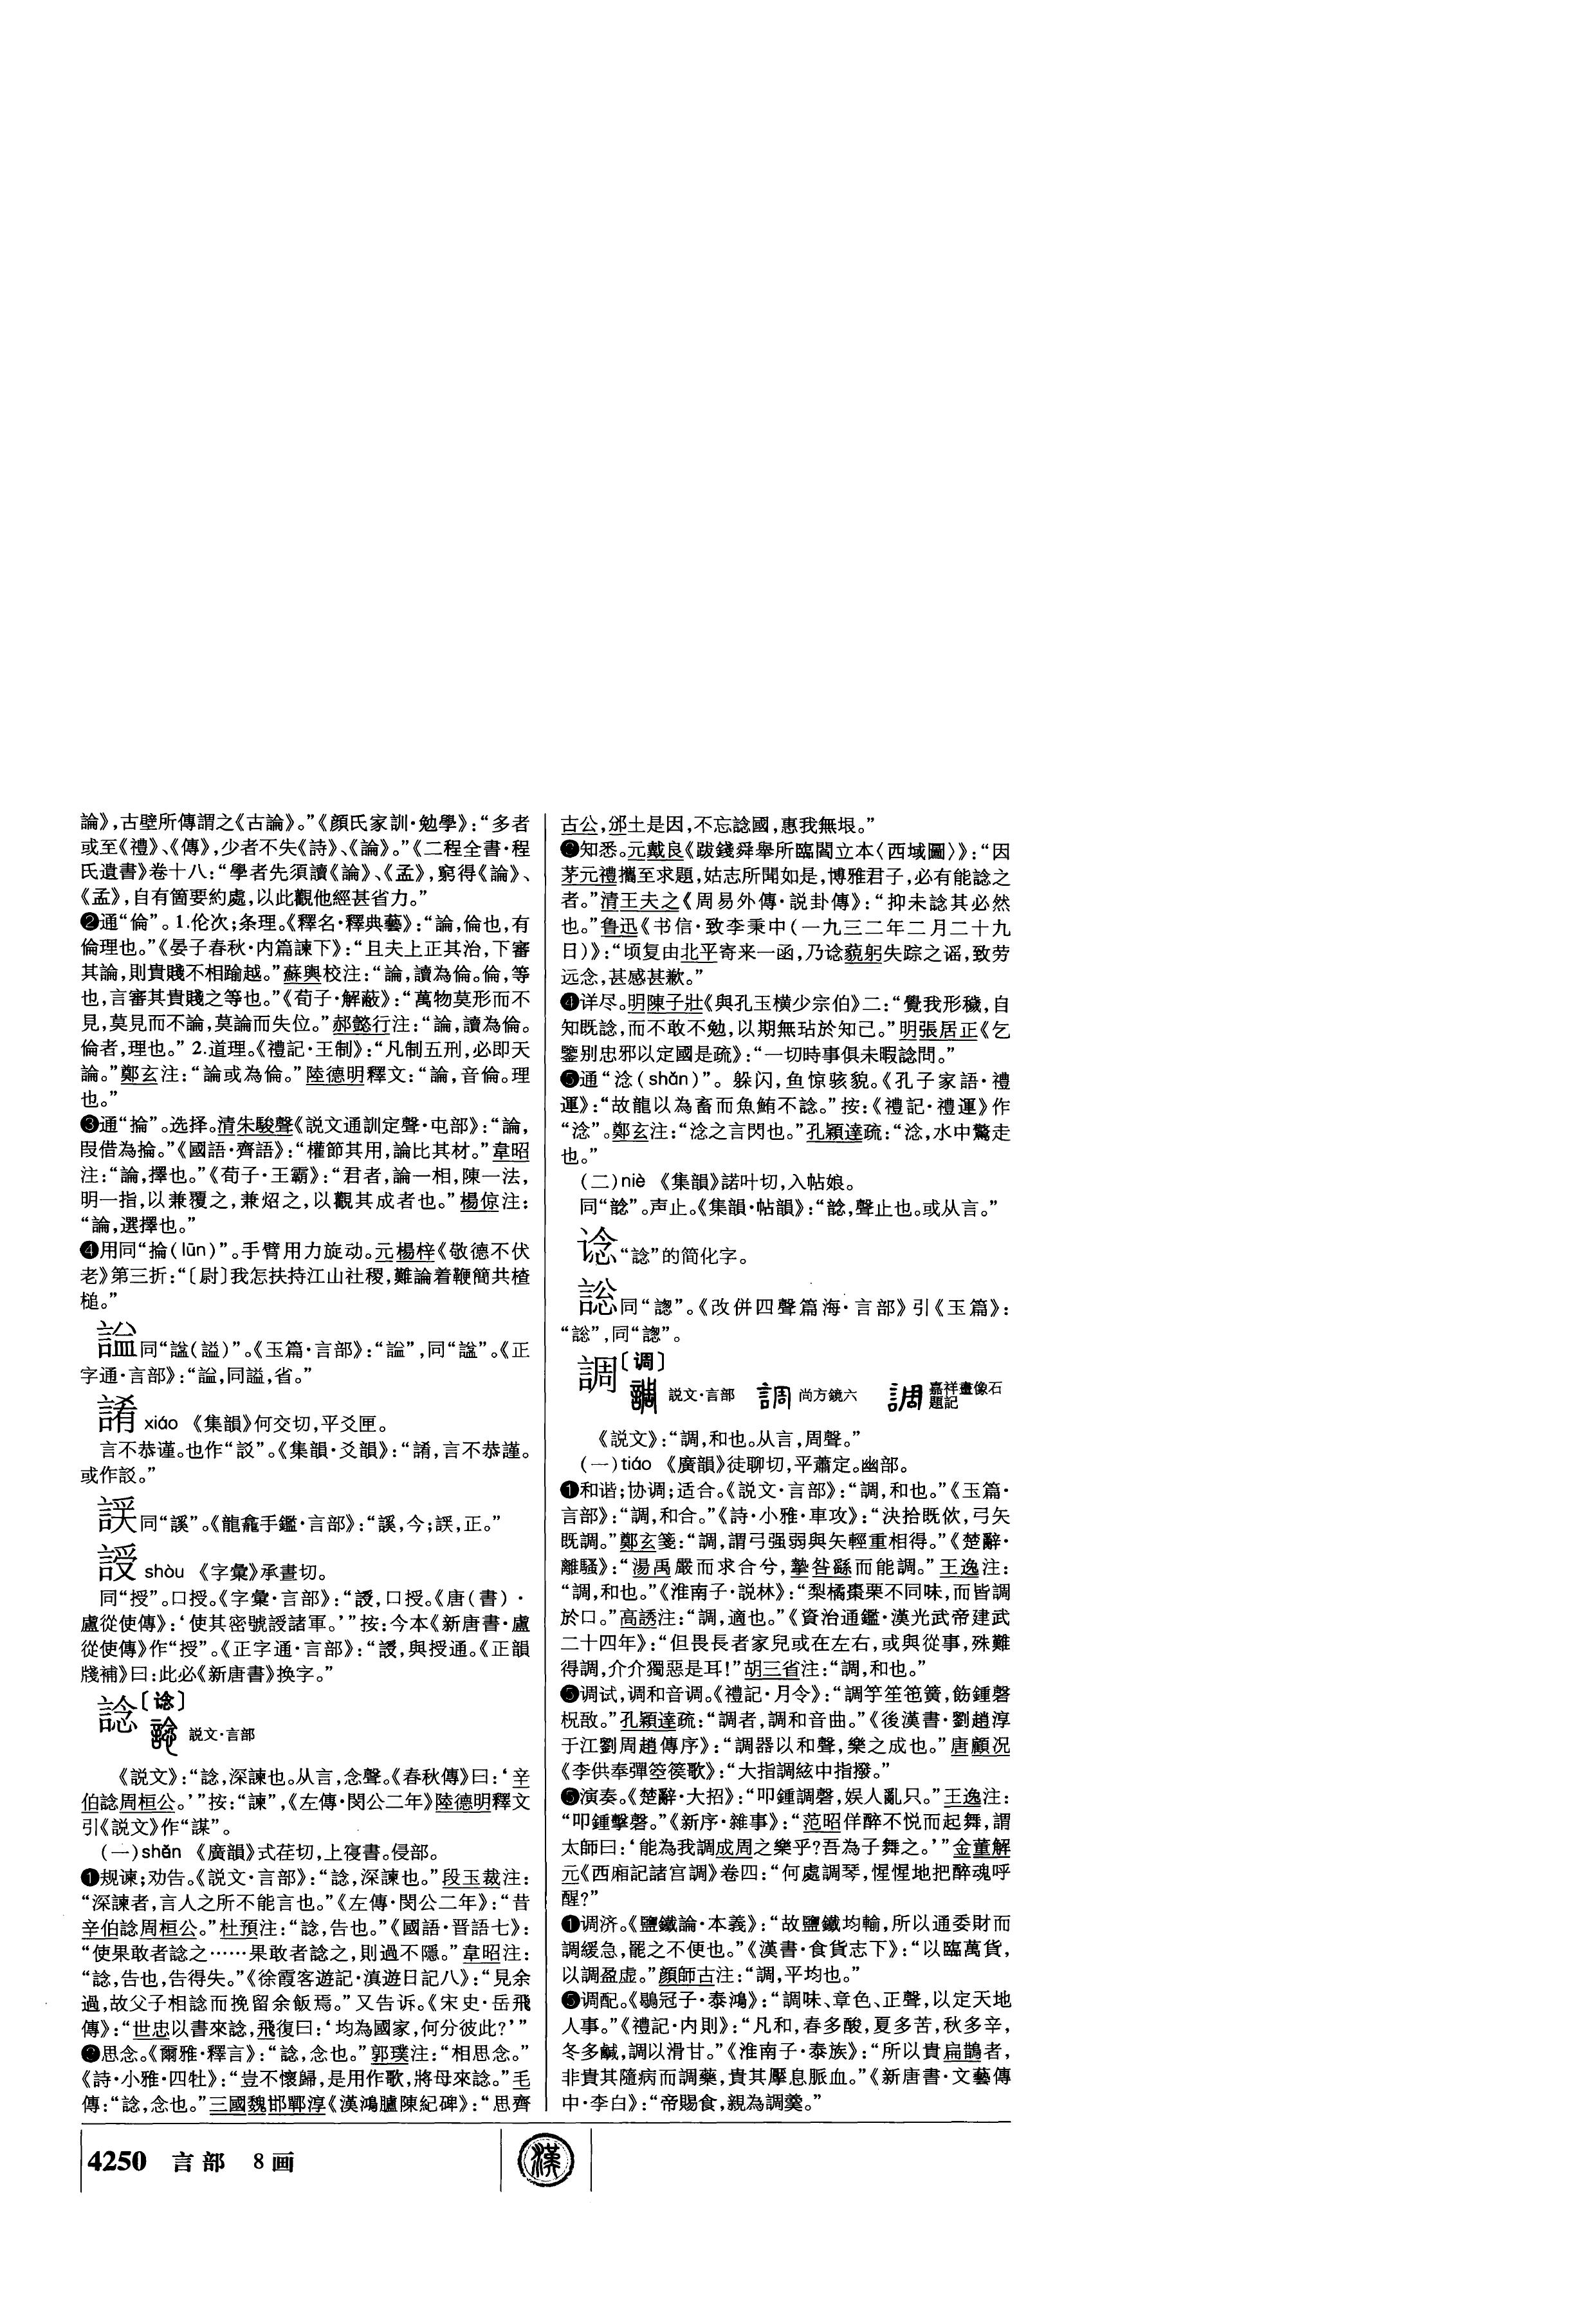 論》,古壁所傳謂之《古論》。”《顔氏家訓·勉學》:“多者
或至《禮》、《傳》,少者不失《詩》、《論》。”《二程全書·程
氏遺書》卷十八:“學者先須讀《論》、《孟》,窮得《論》、
《孟》,自有箇要約處,以此觀他經甚省力。”
❷通“倫”。1.伦次;条理。《釋名·釋典藝》:“論,倫也,有
倫理也。”《晏子春秋·内篇諫下》:“且夫上正其治,下審
其論,則貴賤不相踰越。”蘇輿校注:“論,讀為倫。倫,等
也,言審其貴賤之等也。”《荀子·解蔽》:“萬物莫形而不
見,莫見而不論,莫論而失位。”郝懿行注:“論,讀為倫。
倫者,理也。” 2.道理。《禮記·王制》:“凡制五刑,必即天
論。”鄭玄注:“論或為倫。”陸德明釋文:“論,音倫。理
也。”
❸通“掄”。选择。清朱駿聲《説文通訓定聲·屯部》:“論,
叚借為掄。”《國語·齊語》:“權節其用,論比其材。”韋昭
注:“論,擇也。”《荀子·王霸》:“君者,論一相,陳一法,
明一指,以兼覆之,兼炤之,以觀其成者也。”楊倞注:
“論,選擇也。”
❹用同“掄(lūn)”。手臂用力旋动。元楊梓《敬德不伏
老》第三折:“〔尉〕我怎扶持江山社稷,難論着鞭簡共楂
槌。”
䛑同“諡(謚)”。《玉篇·言部》:“䛑”,同“諡”。《正
字通·言部》:“䛑,同謚,省。”
誵 xiáo 《集韻》何交切,平爻匣。
言不恭谨。也作“詨”。《集韻·爻韻》:“誵,言不恭謹。
或作詨。”
同“謑”。《龍龕手鑑·言部》:“謑,今;,正。”
䛵 shòu 《字彙》承晝切。
同“授”。口授。《字彙·言部》:“䛵,口授。《唐(書)·
盧從使傳》:‘使其密號䛵諸軍。’”按:今本《新唐書·盧
從使傳》作“授”。《正字通·言部》:“䛵,與授通。《正韻
牋補》曰:此必《新唐書》换字。”
諗〔谂〕
説文·言部
《説文》:“諗,深諫也。从言,念聲。《春秋傳》曰:‘辛
伯諗周桓公。’”按:“諫”,《左傳·閔公二年》陸德明釋文
引《説文》作“謀”。
(一)shěn 《廣韻》式荏切,上寑書。侵部。
❶规谏;劝告。《説文·言部》:“諗,深諫也。”段玉裁注:
“深諫者,言人之所不能言也。”《左傳·閔公二年》:“昔
辛伯諗周桓公。”杜預注:“諗,告也。”《國語·晋語七》:
“使果敢者諗之……果敢者諗之,則過不隱。”韋昭注:
“諗,告也,告得失。”《徐霞客遊記·滇遊日記八》:“見余
過,故父子相諗而挽留余飯焉。”又告诉。《宋史·岳飛
傳》:“世忠以書來諗,飛復曰:‘均為國家,何分彼此?’”
❷思念。《爾雅·釋言》:“諗,念也。”郭璞注:“相思念。”
《詩·小雅·四牡》:“豈不懷歸,是用作歌,將母來諗。”毛
傳:“諗,念也。”三國魏邯鄲淳《漢鴻臚陳紀碑》:“思齊
古公,邠土是因,不忘諗國,惠我無垠。”
❸知悉。元戴良《跋錢舜舉所臨閻立本〈西域圖〉》:“因
茅元禮攜至求題,姑志所聞如是,博雅君子,必有能諗之
者。”清王夫之《周易外傳·説卦傳》:“抑未諗其必然
也。”鲁迅《书信·致李秉中(一九三二年二月二十九
日)》:“顷复由北平寄来一函,乃谂藐躬失踪之谣,致劳
远念,甚感甚歉。”
❹详尽。明陳子壯《與孔玉横少宗伯》二:“覺我形穢,自
知既諗,而不敢不勉,以期無玷於知己。”明張居正《乞
鑒别忠邪以定國是疏》:“一切時事俱未暇諗問。”
❺通“淰(shǎn)”。躲闪,鱼惊骇貌。《孔子家語·禮
運》:“故龍以為畜而魚鮪不諗。”按:《禮記·禮運》作
“淰”。鄭玄注:“淰之言閃也。”孔穎達疏:“淰,水中驚走
也。”
(二)niè 《集韻》諾叶切,入帖娘。
同“”。声止。《集韻·帖韻》:“,聲止也。或从言。”
谂“諗”的简化字。
同“諰”。《改併四聲篇海·言部》引《玉篇》:
“”,同“”。
調〔调〕
説文·言部 尚方鏡六 嘉祥畫像石題記
《説文》:“調,和也。从言,周聲。”
(一)tiáo 《廣韻》徒聊切,平蕭定。幽部。
❶和谐;协调;适合。《説文·言部》:“調,和也。”《玉篇·
言部》:“調,和合。”《詩·小雅·車攻》:“決拾既佽,弓矢
既調。”鄭玄箋:“調,謂弓强弱與矢輕重相得。”《楚辭·
離騷》:“湯禹嚴而求合兮,摯咎繇而能調。”王逸注:
“調,和也。”《淮南子·説林》:“梨橘棗栗不同味,而皆調
於口。”高誘注:“調,適也。”《資治通鑑·漢光武帝建武
二十四年》:“但畏長者家兒或在左右,或與從事,殊難
得調,介介獨惡是耳!”胡三省注:“調,和也。”
❺调试,调和音调。《禮記·月令》:“調竽笙箎簧,飭鍾磬
柷敔。”孔穎達疏:“調者,調和音曲。”《後漢書·劉趙淳
于江劉周趙傳序》:“調器以和聲,樂之成也。”唐顧况
《李供奉彈箜篌歌》:“大指調絃中指撥。”
❺演奏。《楚辭·大招》:“叩鍾調磬,娱人亂只。”王逸注:
“叩鍾擊磬。”《新序·雜事》:“范昭佯醉不悦而起舞,謂
太師曰:‘能為我調成周之樂乎?吾為子舞之。’”金董解
元《西廂記諸宫調》卷四:“何處調琴,惺惺地把醉魂呼
醒?”
❶调济。《鹽鐵論·本義》:“故鹽鐵均輸,所以通委財而
調緩急,罷之不便也。”《漢書·食貨志下》:“以臨萬貨,
以調盈虚。”顔師古注:“調,平均也。”
❺调配。《鶡冠子·泰鴻》:“調味、章色、正聲,以定天地
人事。”《禮記·内則》:“凡和,春多酸,夏多苦,秋多辛,
冬多鹹,調以滑甘。”《淮南子·泰族》:“所以貴扁鵲者,
非貴其隨病而調藥,貴其擪息脈血。”《新唐書·文藝傳
中·李白》:“帝賜食,親為調羹。”
4250 言部 8画
漢